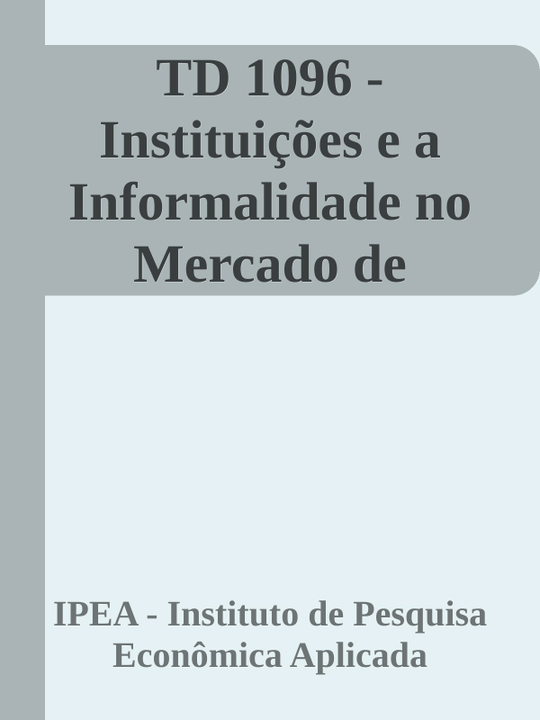 TD 1096 -
Instituições e a
Informalidade no
Mercado de
IPEA - Instituto de Pesquisa
Econômica Aplicada